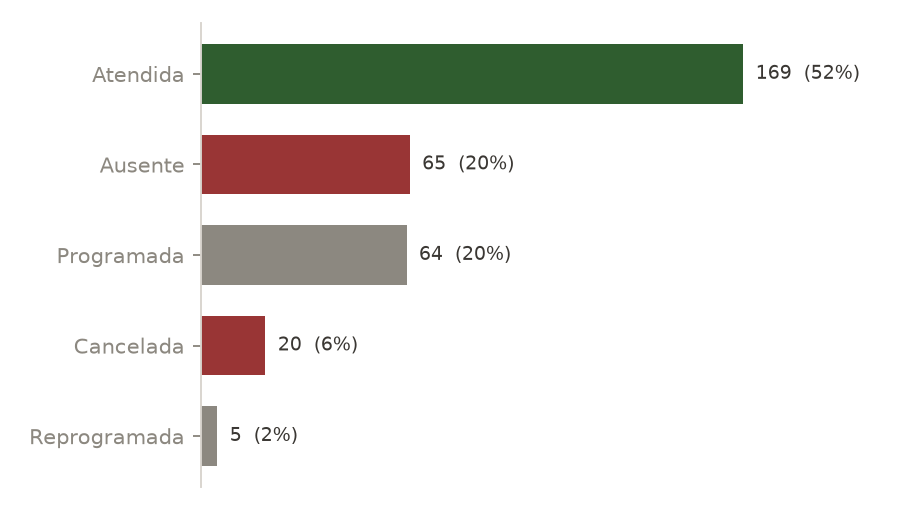 Atendida 169 (52%)
Ausente 65 (20%)
Programada 64 (20%)
Cancelada 20 (6%)
Reprogramada 5 (2%)